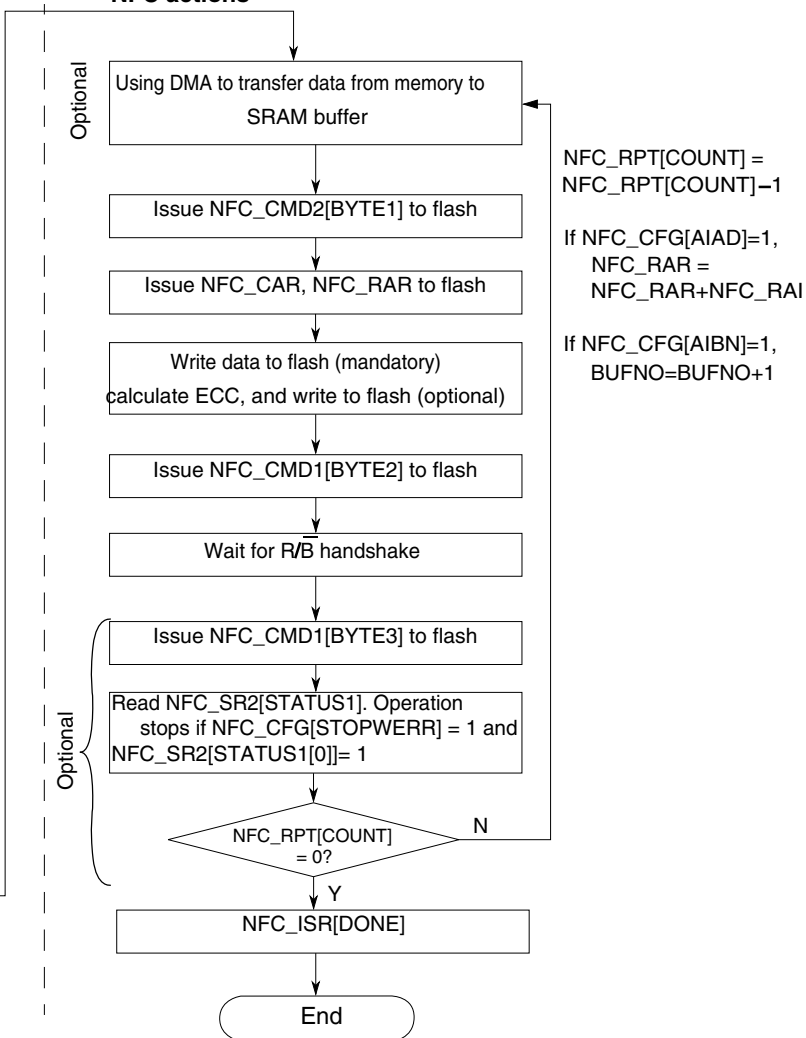 NFC actions
Optional
Using DMA to transfer data from memory to
SRAM buffer
Issue NFC_CMD2[BYTE1] to flash
Issue NFC_CAR, NFC_RAR to flash
Write data to flash (mandatory)
calculate ECC, and write to flash (optional)
Issue NFC_CMD1[BYTE2] to flash
Wait for R/B̅ handshake
Optional
Issue NFC_CMD1[BYTE3] to flash
Read NFC_SR2[STATUS1]. Operation
stops if NFC_CFG[STOPWERR] = 1 and
NFC_SR2[STATUS1[0]]= 1
NFC_RPT[COUNT]
= 0?
N
Y
NFC_ISR[DONE]
End
NFC_RPT[COUNT] =
NFC_RPT[COUNT]–1
If NFC_CFG[AIAD]=1,
NFC_RAR =
NFC_RAR+NFC_RAI
If NFC_CFG[AIBN]=1,
BUFNO=BUFNO+1